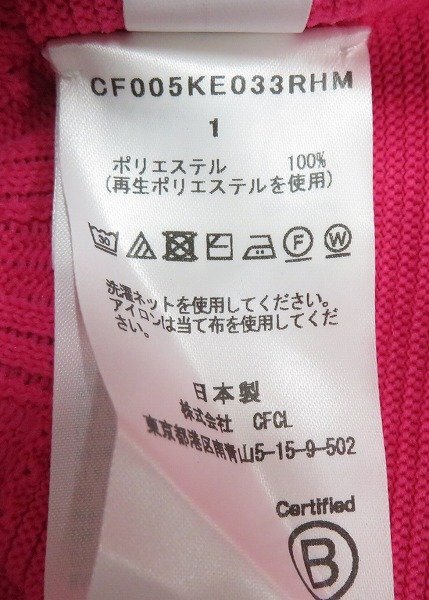 CF005KE033RHM
1
ポリエステル 100%
(再生ポリエステルを使用)
30 F W
洗濯ネットを使用してください。
アイロンは当て布を使用してくだ
さい。
日本製
株式会社 CFCL
東京都港区南青山5-15-9-502
Certified
B